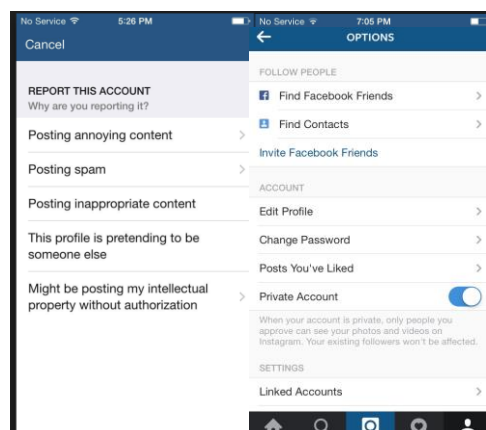 No Service 5:26 PM
Cancel
REPORT THIS ACCOUNT
Why are you reporting it?
Posting annoying content
Posting spam
Posting inappropriate content
This profile is pretending to be
someone else
Might be posting my intellectual
property without authorization
No Service 7:05 PM
OPTIONS
FOLLOW PEOPLE
Find Facebook Friends
Find Contacts
Invite Facebook Friends
ACCOUNT
Edit Profile
Change Password
Posts You've Liked
Private Account
When your account is private, only people you
approve can see your photos and videos on
Instagram. Your existing followers won't be affected.
SETTINGS
Linked Accounts